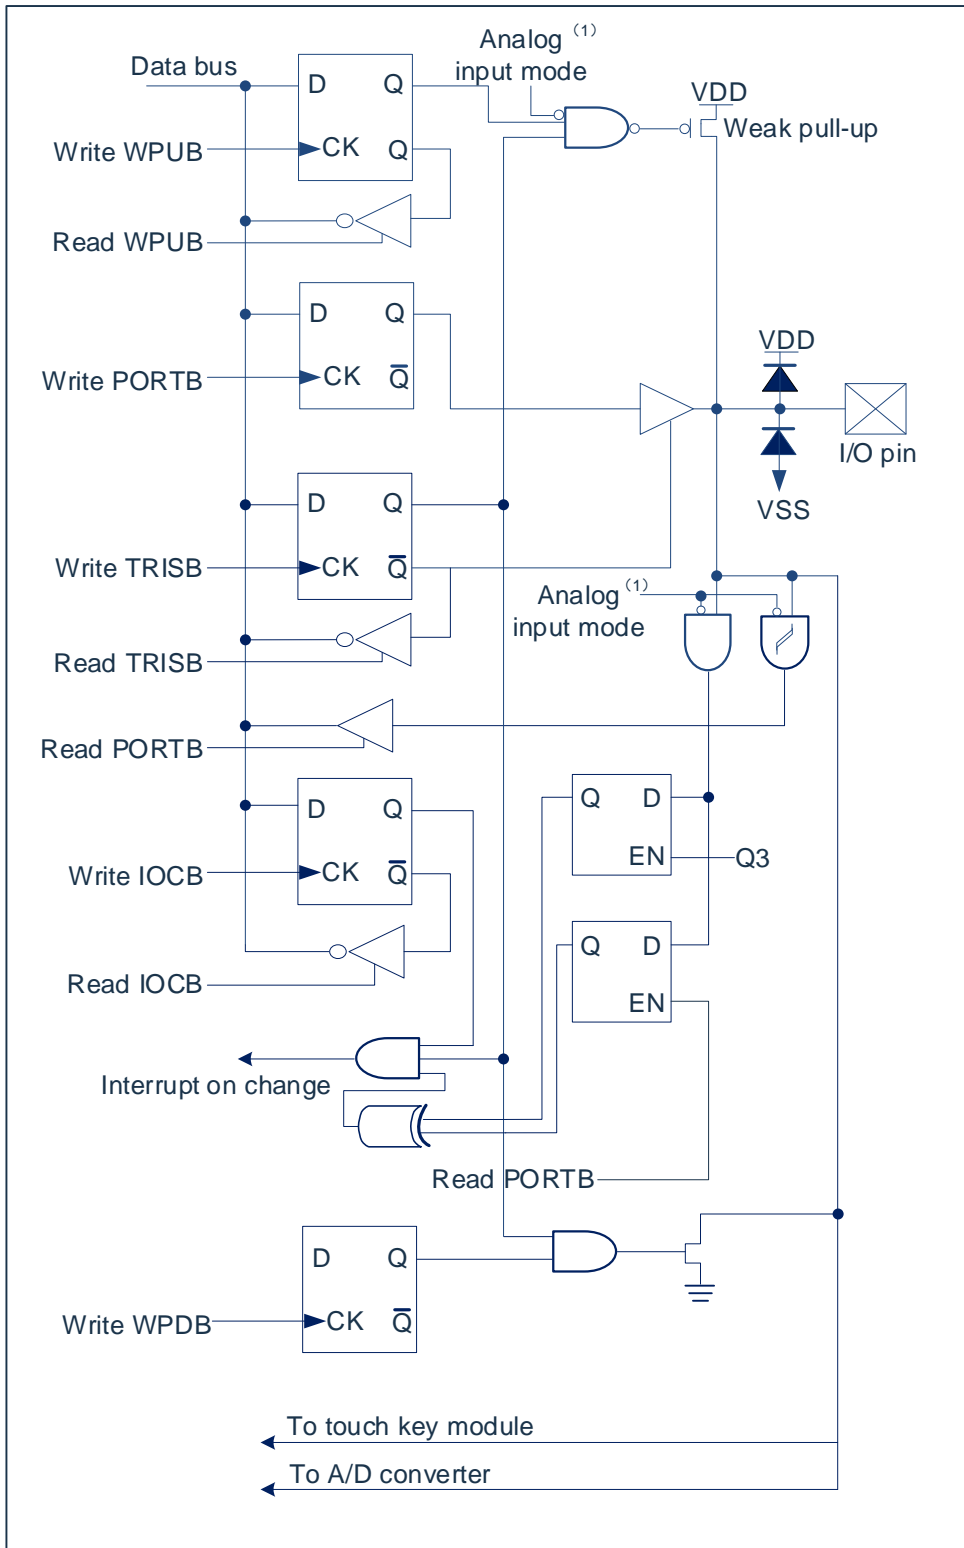 Analog (1)
input mode
Data bus
D Q
VDD
Weak pull-up
Write WPUB
CK Q
Read WPUB
D Q
VDD
Write PORTB
CK Q̅
I/O pin
VSS
D Q
Write TRISB
CK Q̅
Analog (1)
input mode
Read TRISB
Read PORTB
D Q
Q D
Write IOCB
CK Q̅
EN
Q3
Q D
Read IOCB
EN
Interrupt on change
Read PORTB
D Q
Write WPDB
CK Q̅
To touch key module
To A/D converter